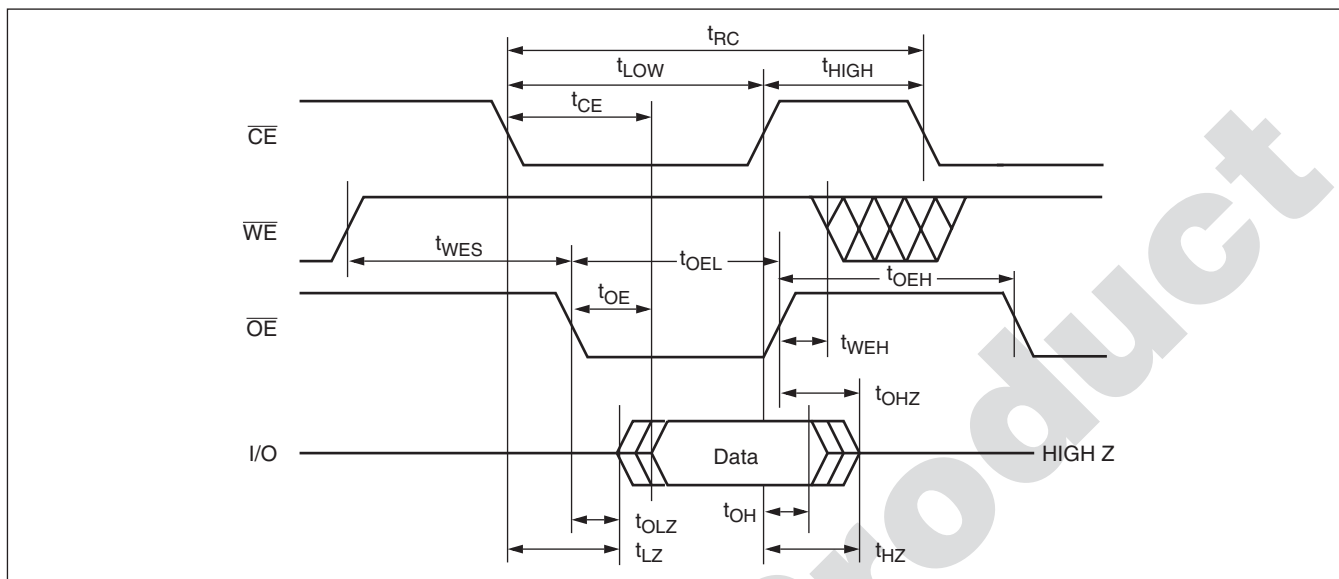 tRC
tLOW
tHIGH
tCE
CE
WE
tWES
tOEL
tOEH
tOE
OE
tWEH
tOHZ
I/O
Data
HIGH Z
tOLZ
tOH
tLZ
tHZ
roduct